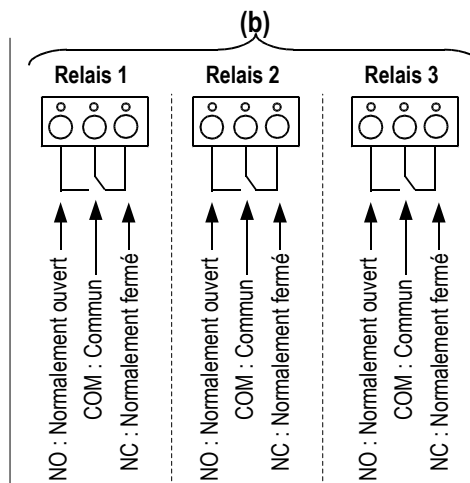 (b)
Relais 1
Relais 2
Relais 3
NO : Normalement ouvert
COM : Commun
NC : Normalement fermé
NO : Normalement ouvert
COM : Commun
NC : Normalement fermé
NO : Normalement ouvert
COM : Commun
NC : Normalement fermé